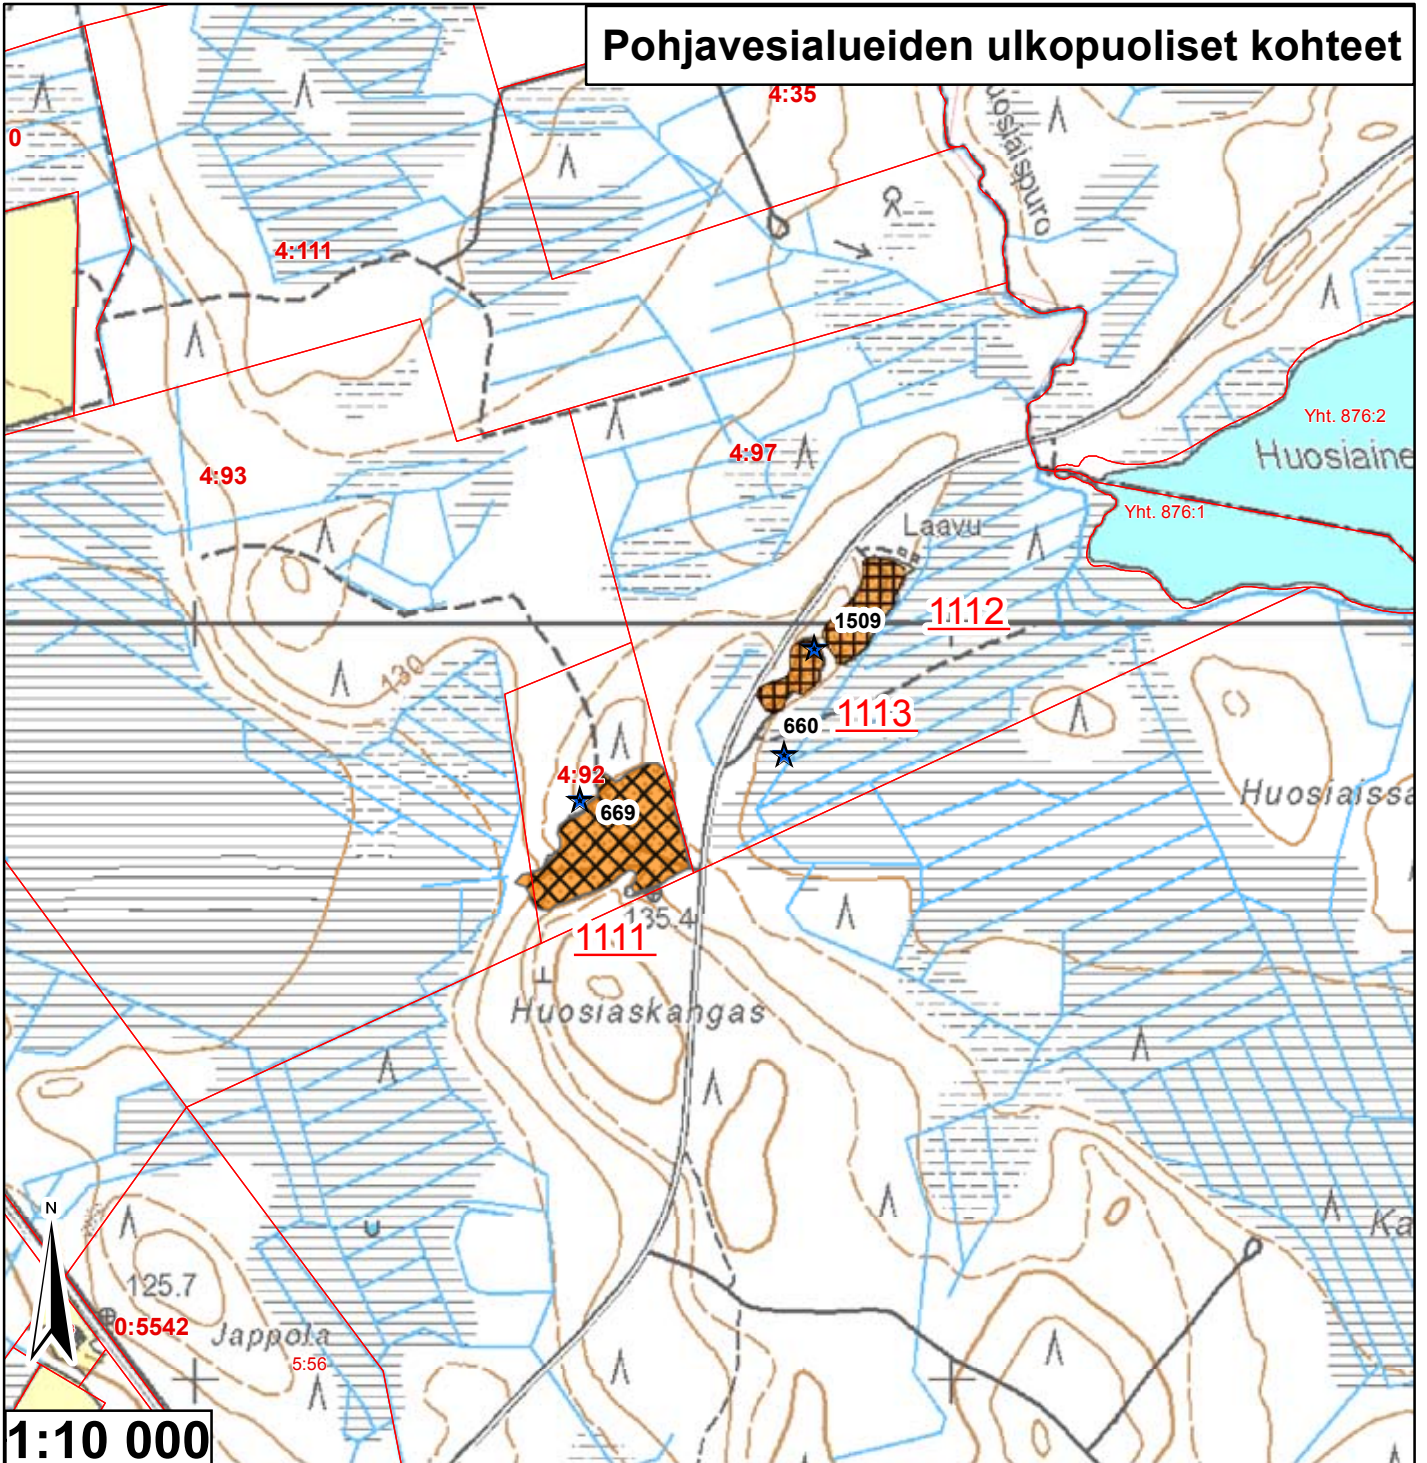 Pohjavesialueiden ulkopuoliset kohteet
4:35
0
uosiaispuro
4:111
Yht. 876:2
4:97
Huosiaine
4:93
Yht. 876:1
Laavu
1112
1509
130
1113
660
4:92
669
Huosiaissa
135.4
1111
Huosiaskangas
N
Ka
125.7
0:5542
Jappola
5:56
1:10 000